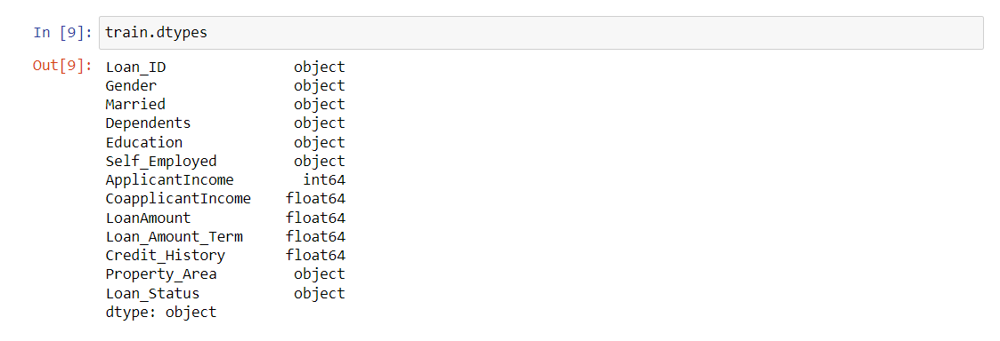 In [9]: train.dtypes
Out[9]: Loan_ID object
Gender object
Married object
Dependents object
Education object
Self_Employed object
ApplicantIncome int64
CoapplicantIncome float64
LoanAmount float64
Loan_Amount_Term float64
Credit_History float64
Property_Area object
Loan_Status object
dtype: object